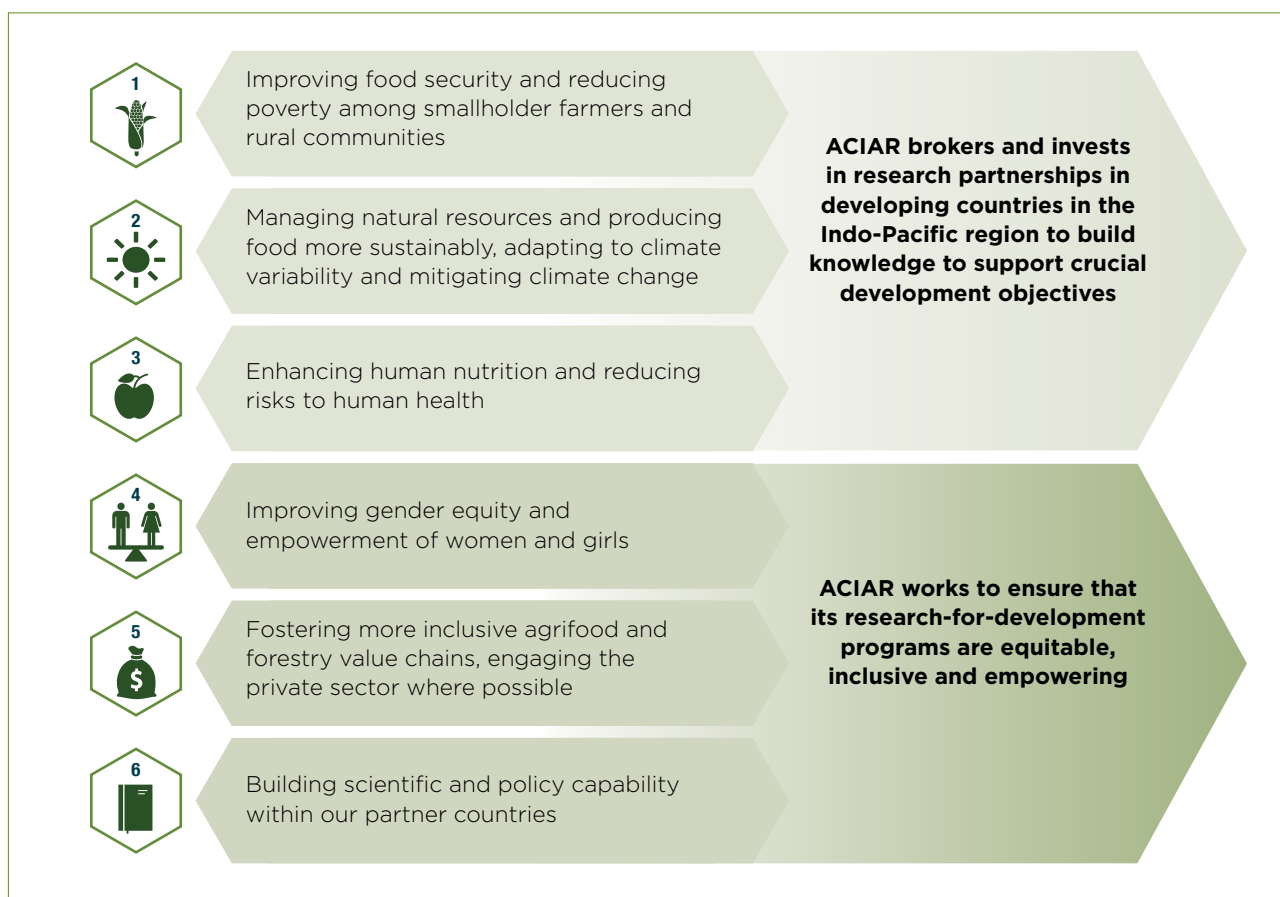 1
Improving food security and reducing
poverty among smallholder farmers and
rural communities
2
Managing natural resources and producing
food more sustainably, adapting to climate
variability and mitigating climate change
3
Enhancing human nutrition and reducing
risks to human health
ACIAR brokers and invests
in research partnerships in
developing countries in the
Indo-Pacific region to build
knowledge to support crucial
development objectives
4
Improving gender equity and
empowerment of women and girls
5
$
Fostering more inclusive agrifood and
forestry value chains, engaging the
private sector where possible
6
Building scientific and policy capability
within our partner countries
ACIAR works to ensure that
its research-for-development
programs are equitable,
inclusive and empowering